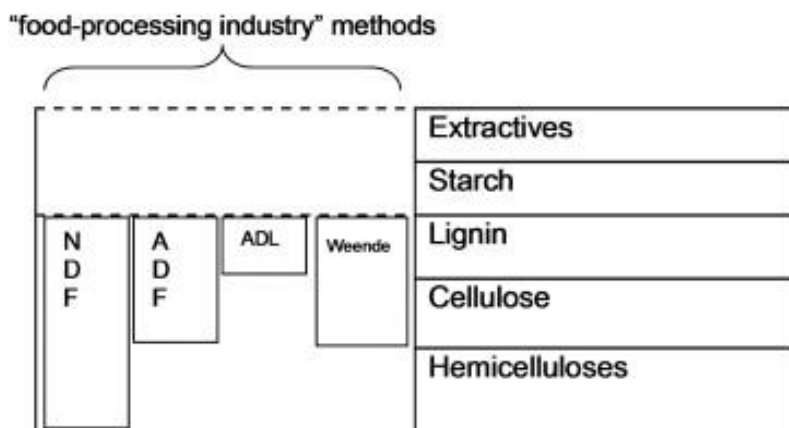 “food-processing industry” methods
Extractives
Starch
N
D
F
A
D
F
ADL
Weende
Lignin
Cellulose
Hemicelluloses